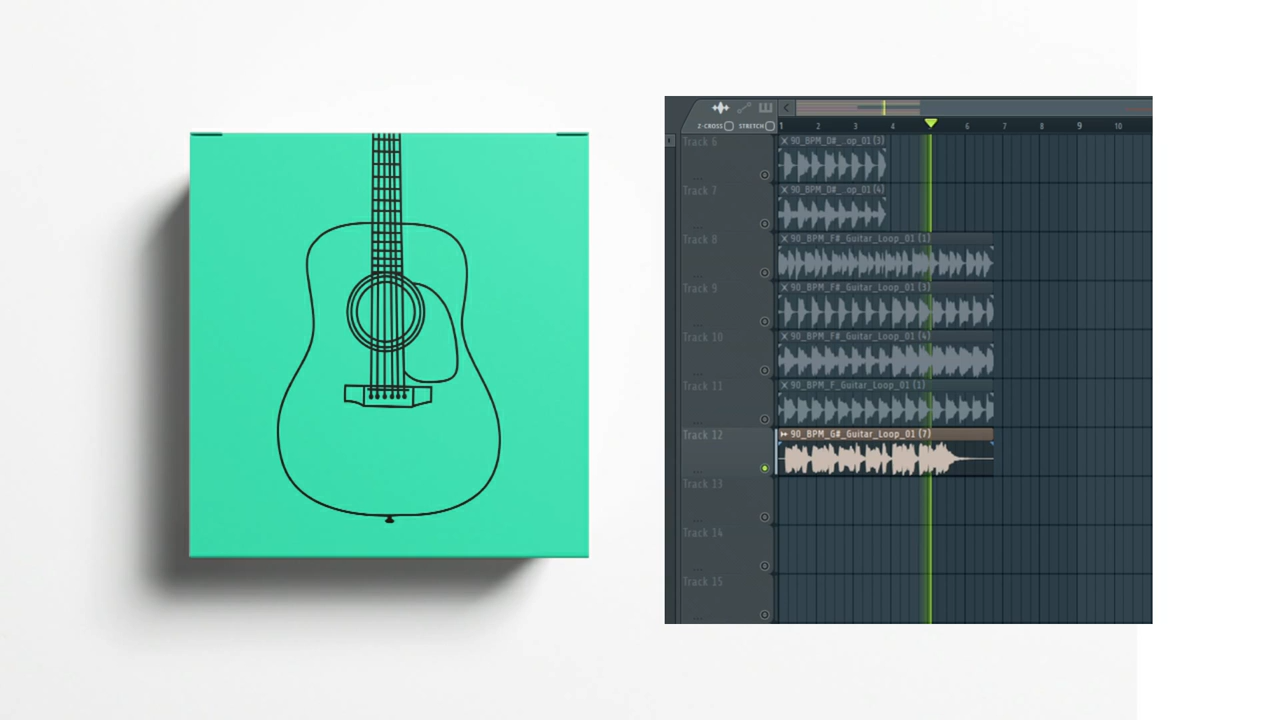 Z-CROSS STRETCH
1 2 3 4 6 7 8 9 10
Track 6
90_BPM_D#_..op_01 (3)
Track 7
90_BPM_D#_..op_01 (4)
Track 8
90_BPM_F#_Guitar_Loop_01 (1)
Track 9
90_BPM_F#_Guitar_Loop_01 (3)
Track 10
90_BPM_F#_Guitar_Loop_01 (4)
Track 11
90_BPM_F_Guitar_Loop_01 (1)
Track 12
90_BPM_G#_Guitar_Loop_01 (7)
Track 13
Track 14
Track 15